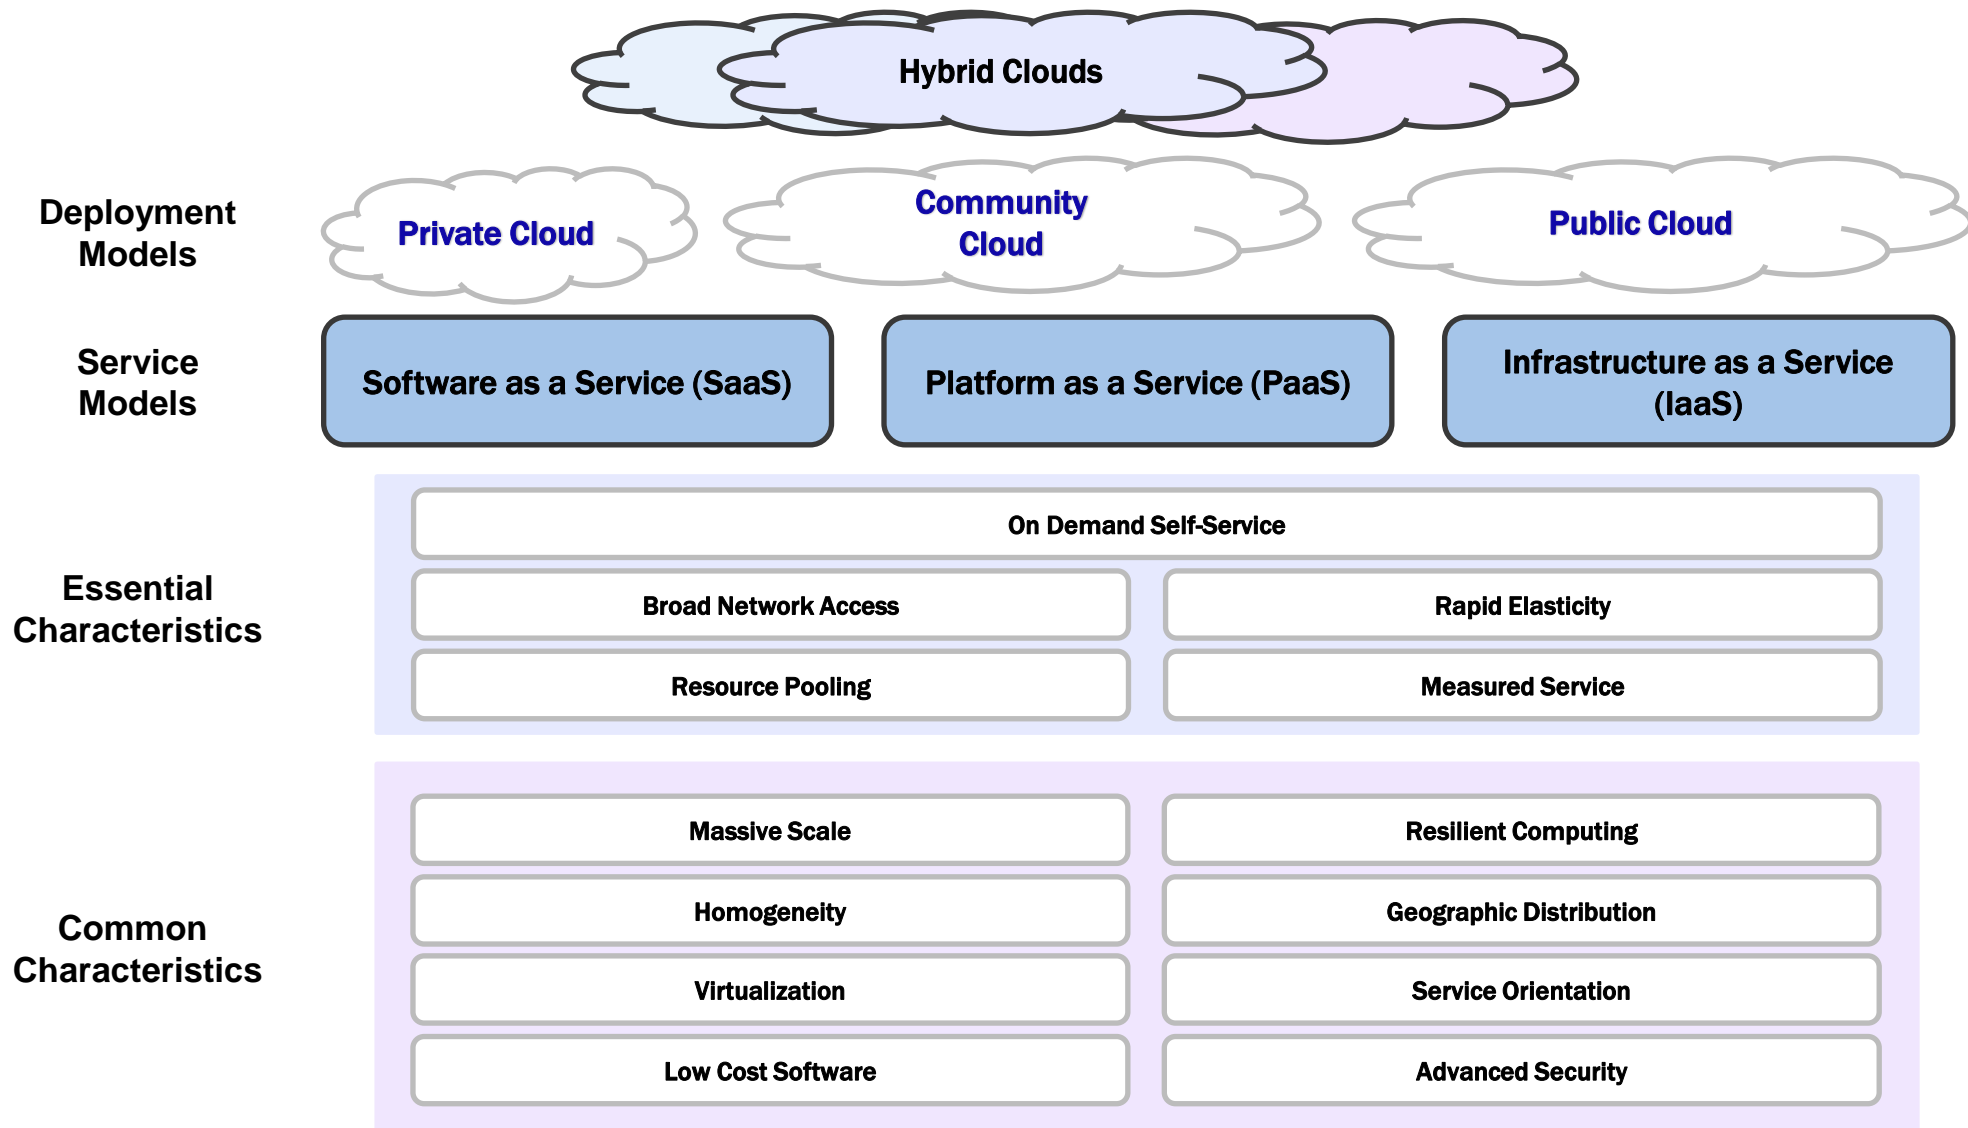 Hybrid Clouds
Deployment
Models
Private Cloud
Community
Cloud
Public Cloud
Service
Models
Software as a Service (SaaS)
Platform as a Service (PaaS)
Infrastructure as a Service
(IaaS)
Essential
Characteristics
On Demand Self-Service
Broad Network Access
Rapid Elasticity
Resource Pooling
Measured Service
Common
Characteristics
Massive Scale
Resilient Computing
Homogeneity
Geographic Distribution
Virtualization
Service Orientation
Low Cost Software
Advanced Security